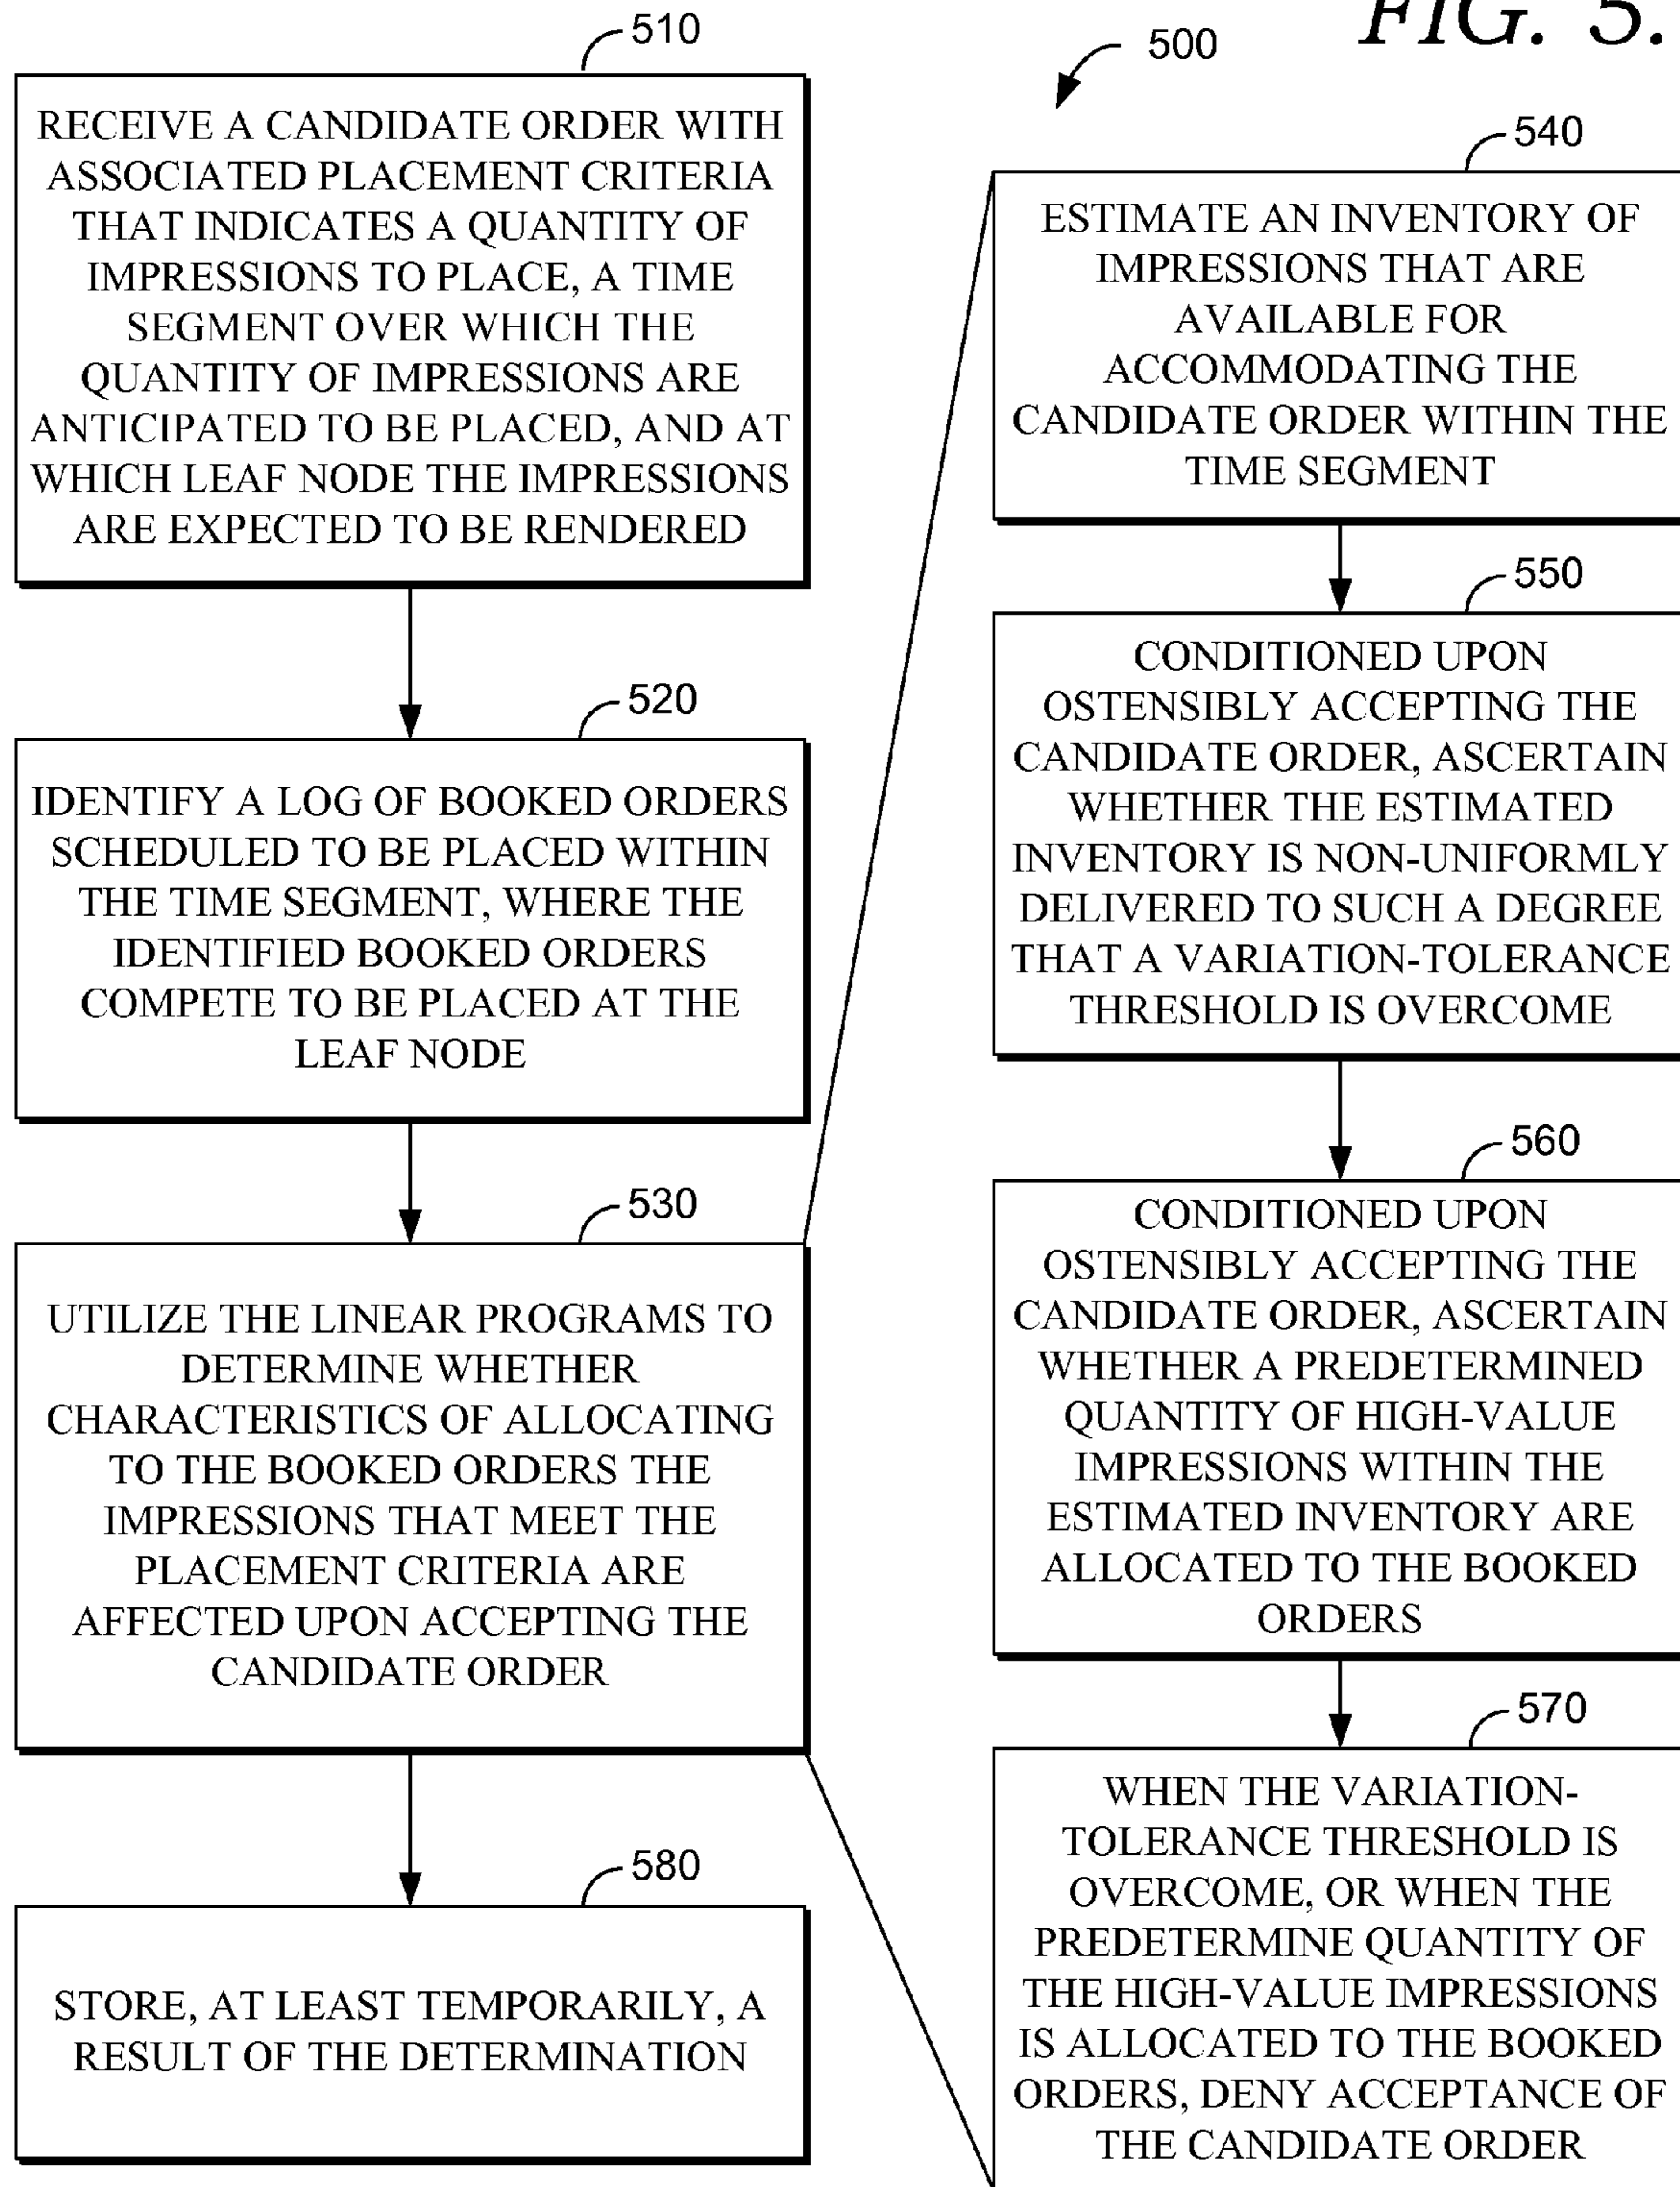 FIG. 5.
500
510
RECEIVE A CANDIDATE ORDER WITH
ASSOCIATED PLACEMENT CRITERIA
THAT INDICATES A QUANTITY OF
IMPRESSIONS TO PLACE, A TIME
SEGMENT OVER WHICH THE
QUANTITY OF IMPRESSIONS ARE
ANTICIPATED TO BE PLACED, AND AT
WHICH LEAF NODE THE IMPRESSIONS
ARE EXPECTED TO BE RENDERED
520
IDENTIFY A LOG OF BOOKED ORDERS
SCHEDULED TO BE PLACED WITHIN
THE TIME SEGMENT, WHERE THE
IDENTIFIED BOOKED ORDERS
COMPETE TO BE PLACED AT THE
LEAF NODE
530
UTILIZE THE LINEAR PROGRAMS TO
DETERMINE WHETHER
CHARACTERISTICS OF ALLOCATING
TO THE BOOKED ORDERS THE
IMPRESSIONS THAT MEET THE
PLACEMENT CRITERIA ARE
AFFECTED UPON ACCEPTING THE
CANDIDATE ORDER
580
STORE, AT LEAST TEMPORARILY, A
RESULT OF THE DETERMINATION
540
ESTIMATE AN INVENTORY OF
IMPRESSIONS THAT ARE
AVAILABLE FOR
ACCOMMODATING THE
CANDIDATE ORDER WITHIN THE
TIME SEGMENT
550
CONDITIONED UPON
OSTENSIBLY ACCEPTING THE
CANDIDATE ORDER, ASCERTAIN
WHETHER THE ESTIMATED
INVENTORY IS NON-UNIFORMLY
DELIVERED TO SUCH A DEGREE
THAT A VARIATION-TOLERANCE
THRESHOLD IS OVERCOME
560
CONDITIONED UPON
OSTENSIBLY ACCEPTING THE
CANDIDATE ORDER, ASCERTAIN
WHETHER A PREDETERMINED
QUANTITY OF HIGH-VALUE
IMPRESSIONS WITHIN THE
ESTIMATED INVENTORY ARE
ALLOCATED TO THE BOOKED
ORDERS
570
WHEN THE VARIATION-
TOLERANCE THRESHOLD IS
OVERCOME, OR WHEN THE
PREDETERMINE QUANTITY OF
THE HIGH-VALUE IMPRESSIONS
IS ALLOCATED TO THE BOOKED
ORDERS, DENY ACCEPTANCE OF
THE CANDIDATE ORDER